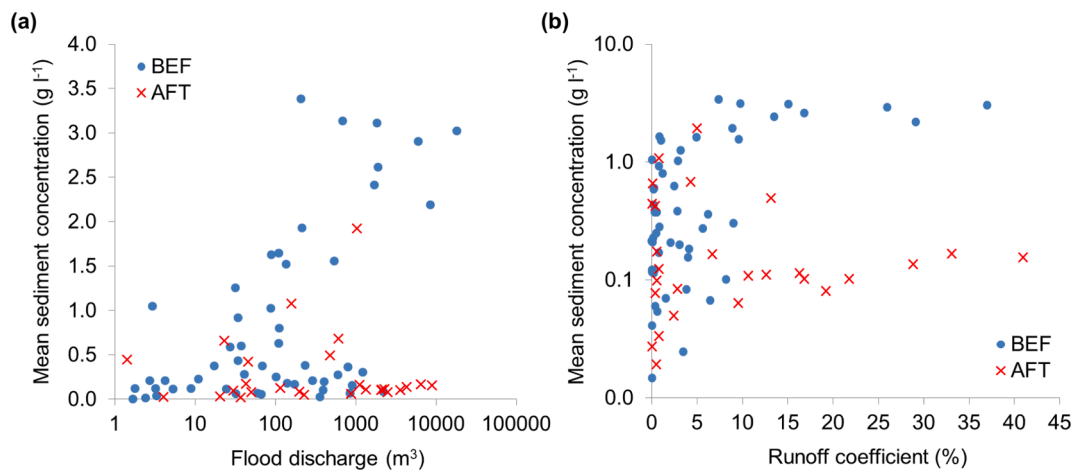 (a)
Mean sediment concentration (g l⁻¹)
4.0
3.5
3.0
2.5
2.0
1.5
1.0
0.5
0.0
BEF
AFT
1 10 100 1000 10000 100000
Flood discharge (m³)
(b)
Mean sediment concentration (g l⁻¹)
10.0
1.0
0.1
0.0
BEF
AFT
0 5 10 15 20 25 30 35 40 45
Runoff coefficient (%)